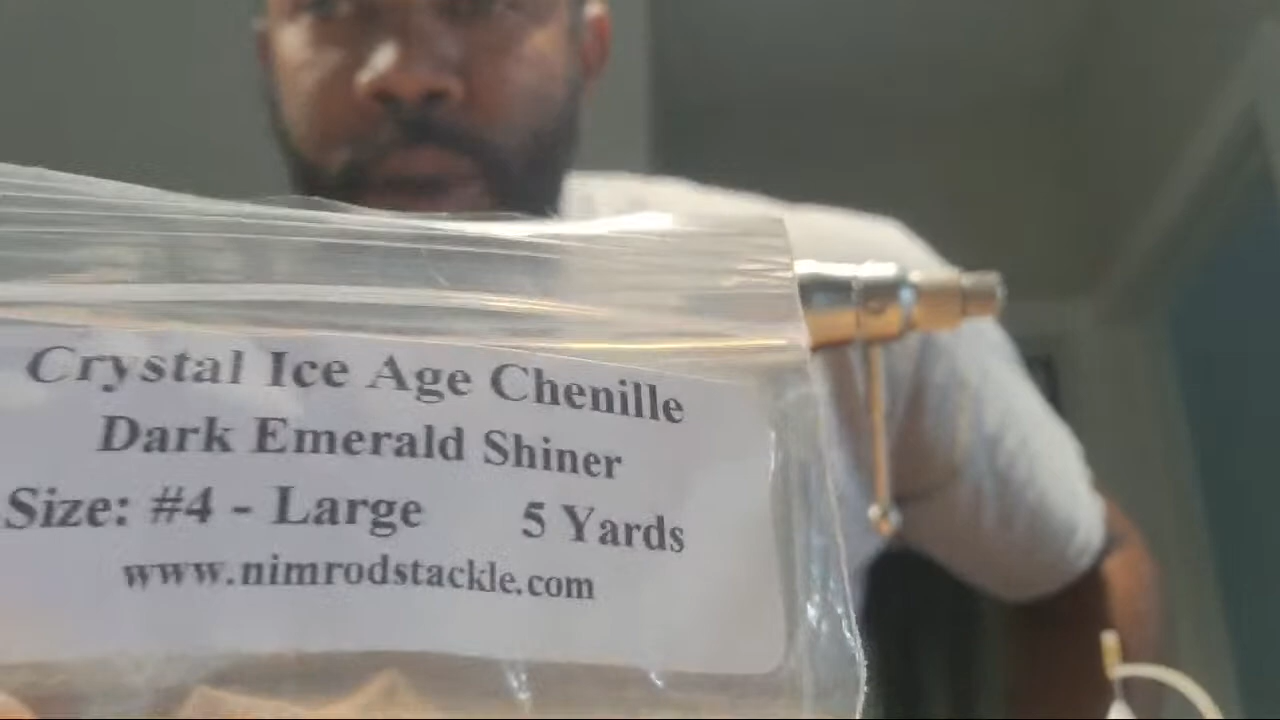 Crystal Ice Age Chenille
Dark Emerald Shiner
Size: #4 - Large 5 Yards
www.nimrodstackle.com